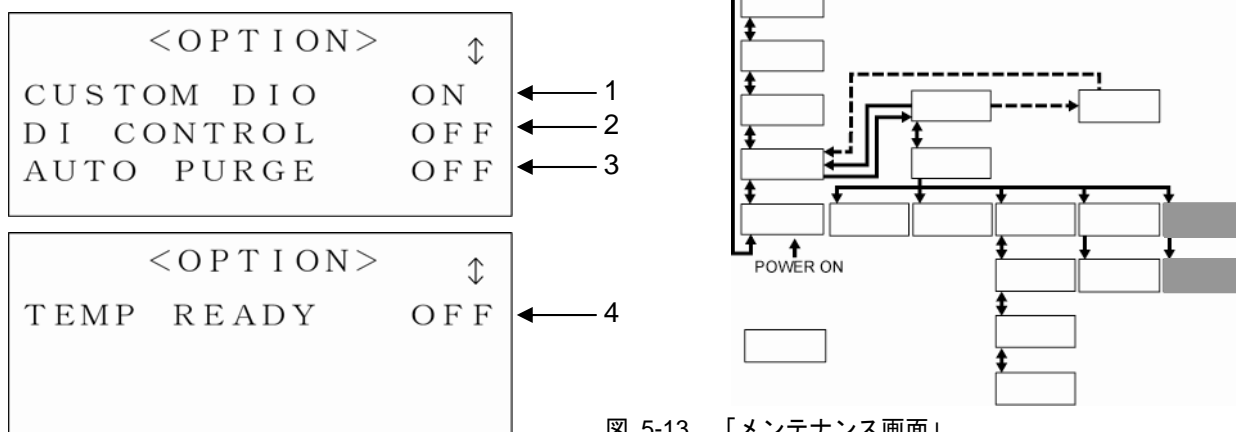 <OPTION> ↕
CUSTOM DIO ON 1
DI CONTROL OFF 2
AUTO PURGE OFF 3
<OPTION> ↕
TEMP READY OFF 4
POWER ON
図 5-13 「メンテナンス画面」